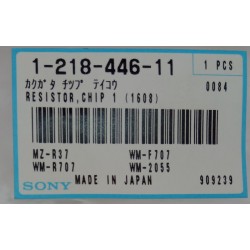 1-218-446-11
1 PCS
カクガタ チツプ テイコウ
0084
RESISTOR,CHIP 1 (1608)
MZ-R37
WM-F707
WM-R707
WM-2055
SONY
MADE IN JAPAN
909239